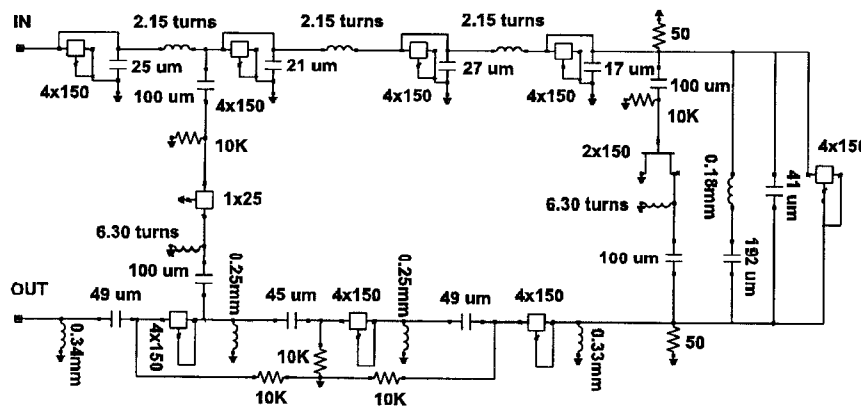 IN
2.15 turns
2.15 turns
2.15 turns
50
25 um
21 um
27 um
17 um
100 um
4x150
100 um
4x150
4x150
4x150
10K
10K
2x150
4x150
0.18mm
41 um
1x25
6.30 turns
6.30 turns
100 um
100 um
192 um
OUT
49 um
0.25mm
45 um
4x150
0.25mm
49 um
4x150
0.34mm
4x150
10K
0.33mm
50
10K
10K